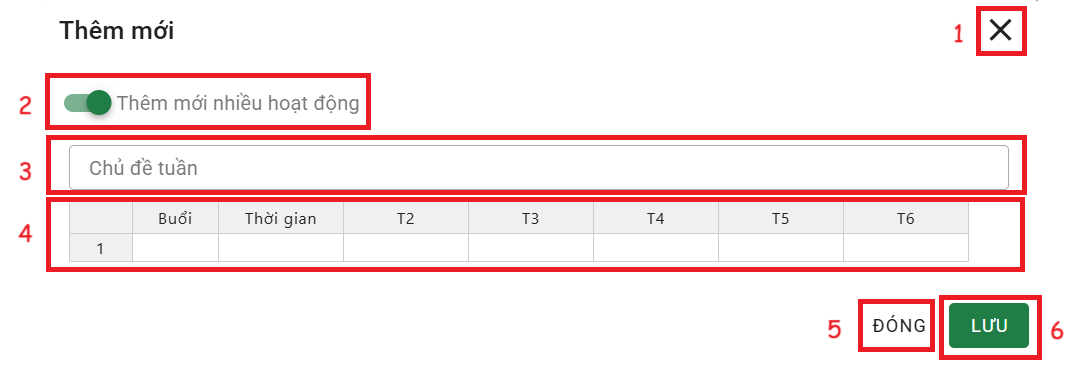 Thêm mới
1
2
Thêm mới nhiều hoạt động
3
Chủ đề tuần
4
Buổi Thời gian T2 T3 T4 T5 T6
1
5
ĐÓNG
LƯU
6